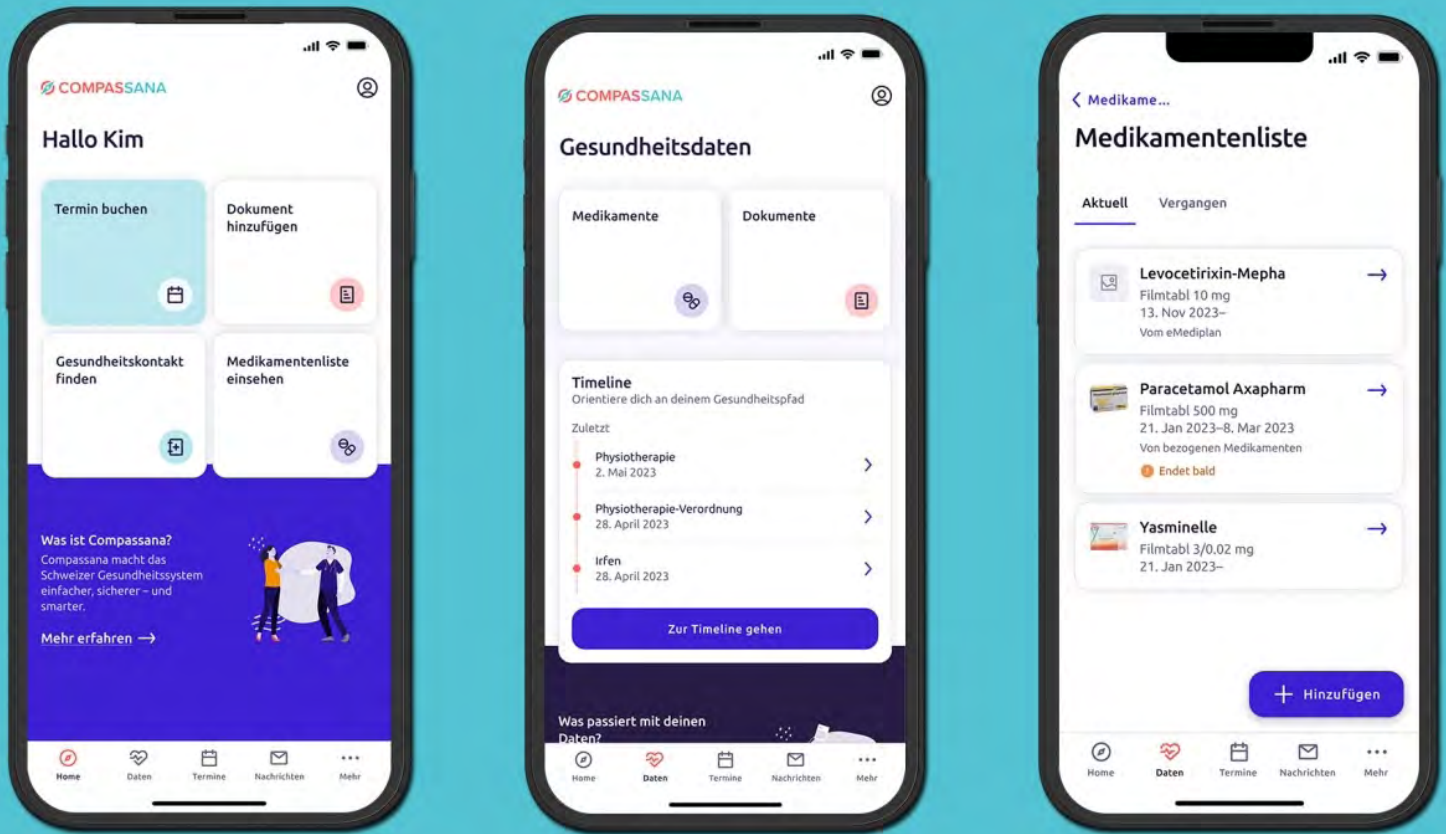 COMPASSANA
Hallo Kim
Termin buchen
Dokument
hinzufügen
Gesundheitskontakt
finden
Medikamentenliste
einsehen
Was ist Compassana?
Compassana macht das
Schweizer Gesundheitssystem
einfacher, sicherer – und
smarter.
Mehr erfahren →
Home
Daten
Termine
Nachrichten
Mehr
COMPASSANA
Gesundheitsdaten
Medikamente
Dokumente
Timeline
Orientiere dich an deinem Gesundheitspfad
Zuletzt
Physiotherapie
2. Mai 2023
Physiotherapie-Verordnung
28. April 2023
Irfen
28. April 2023
Zur Timeline gehen
Was passiert mit deinen
Daten?
Home
Daten
Termine
Nachrichten
Mehr
Medikame...
Medikamentenliste
Aktuell
Vergangen
Levocetirixin-Mepha
Filmtabl 10 mg
13. Nov 2023–
Vom eMediplan
Paracetamol Axapharm
Filmtabl 500 mg
21. Jan 2023–8. Mar 2023
Von bezogenen Medikamenten
Endet bald
Yasminelle
Filmtabl 3/0.02 mg
21. Jan 2023–
+ Hinzufügen
Home
Daten
Termine
Nachrichten
Mehr